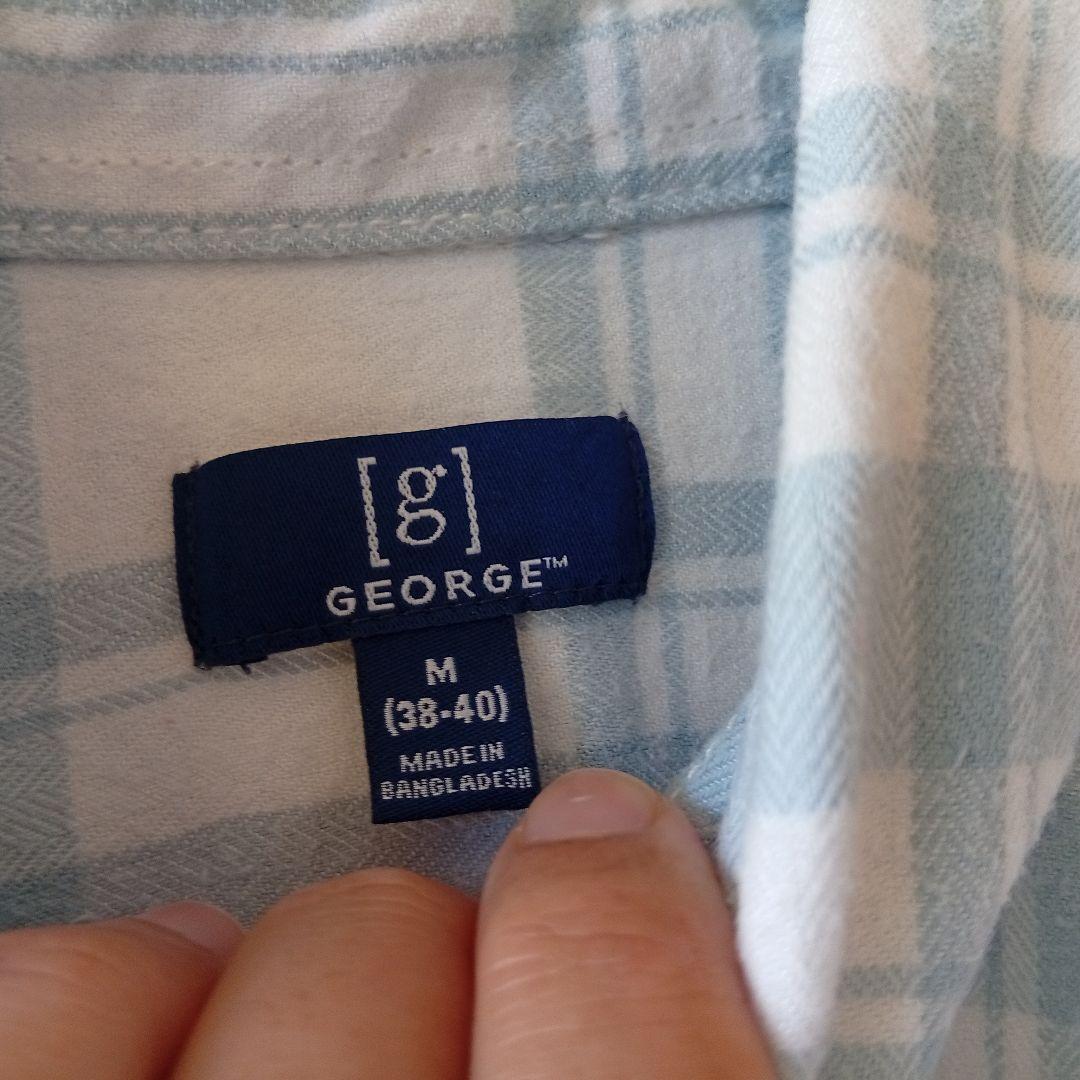 [g]
GEORGE™
M
(38-40)
MADE IN
BANGLADESH